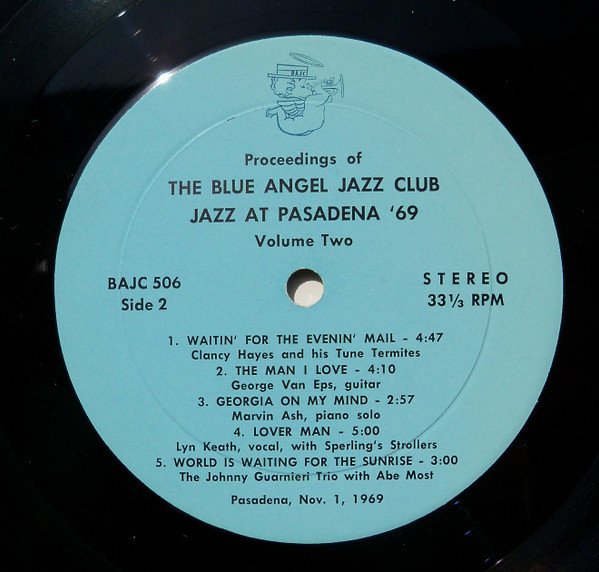 BAJC
Proceedings of
THE BLUE ANGEL JAZZ CLUB
JAZZ AT PASADENA '69
Volume Two
BAJC 506
Side 2
STEREO
33 1/3 RPM
1. WAITIN' FOR THE EVENIN' MAIL - 4:47
Clancy Hayes and his Tune Termites
2. THE MAN I LOVE - 4:10
George Van Eps, guitar
3. GEORGIA ON MY MIND - 2:57
Marvin Ash, piano solo
4. LOVER MAN - 5:00
Lyn Keath, vocal, with Sperling's Strollers
5. WORLD IS WAITING FOR THE SUNRISE - 3:00
The Johnny Guarnieri Trio with Abe Most
Pasadena, Nov. 1, 1969